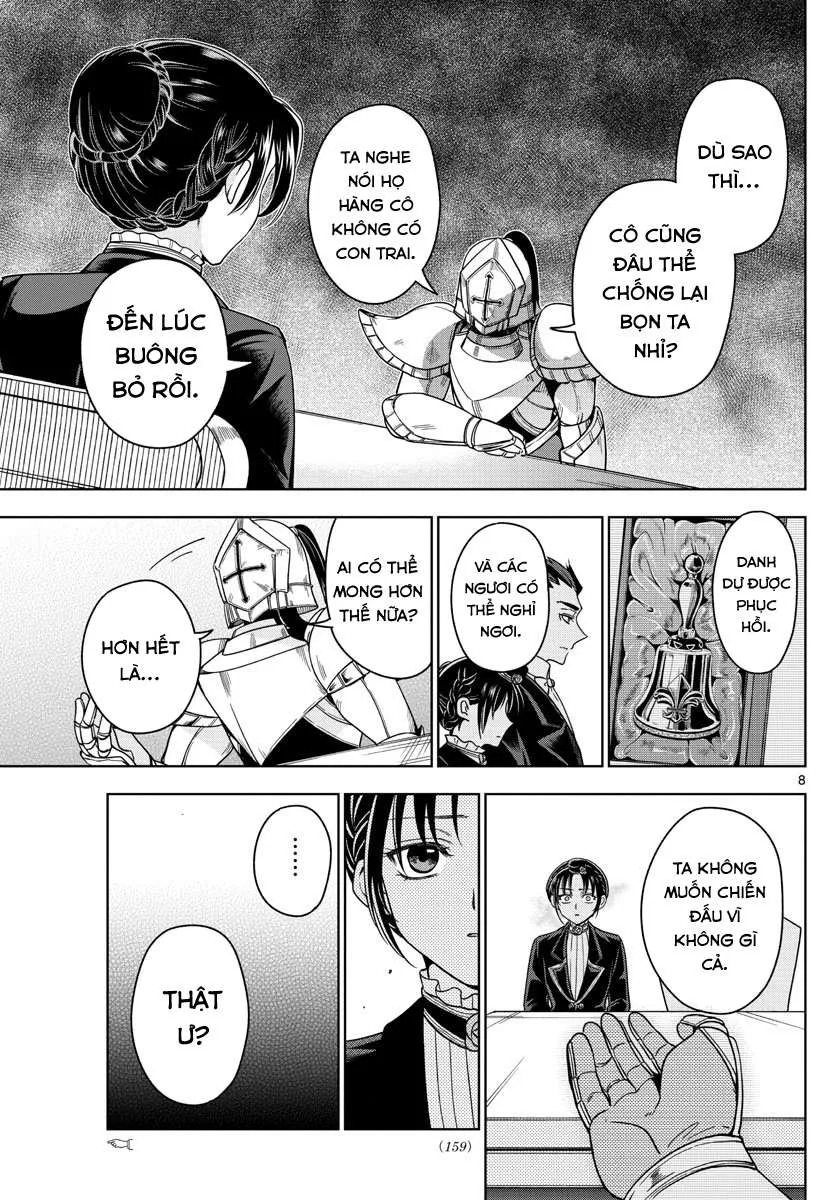 DÙ SAO
THÌ...
CÔ CŨNG
ĐÂU THỂ
CHỐNG LẠI
BỌN TA
NHỈ?
TA NGHE
NÓI HỌ
HÀNG CÔ
KHÔNG CÓ
CON TRAI.
ĐẾN LÚC
BUÔNG
BỎ RỒI.
DANH
DỰ ĐƯỢC
PHỤC
HỒI.
VÀ CÁC
NGƯƠI CÓ
THỂ NGHỈ
NGƠI.
AI CÓ THỂ
MONG HƠN
THẾ NỮA?
HƠN HẾT
LÀ...
8
TA KHÔNG
MUỐN CHIẾN
ĐẤU VÌ
KHÔNG GÌ
CẢ.
......
THẬT
Ư?
(159)